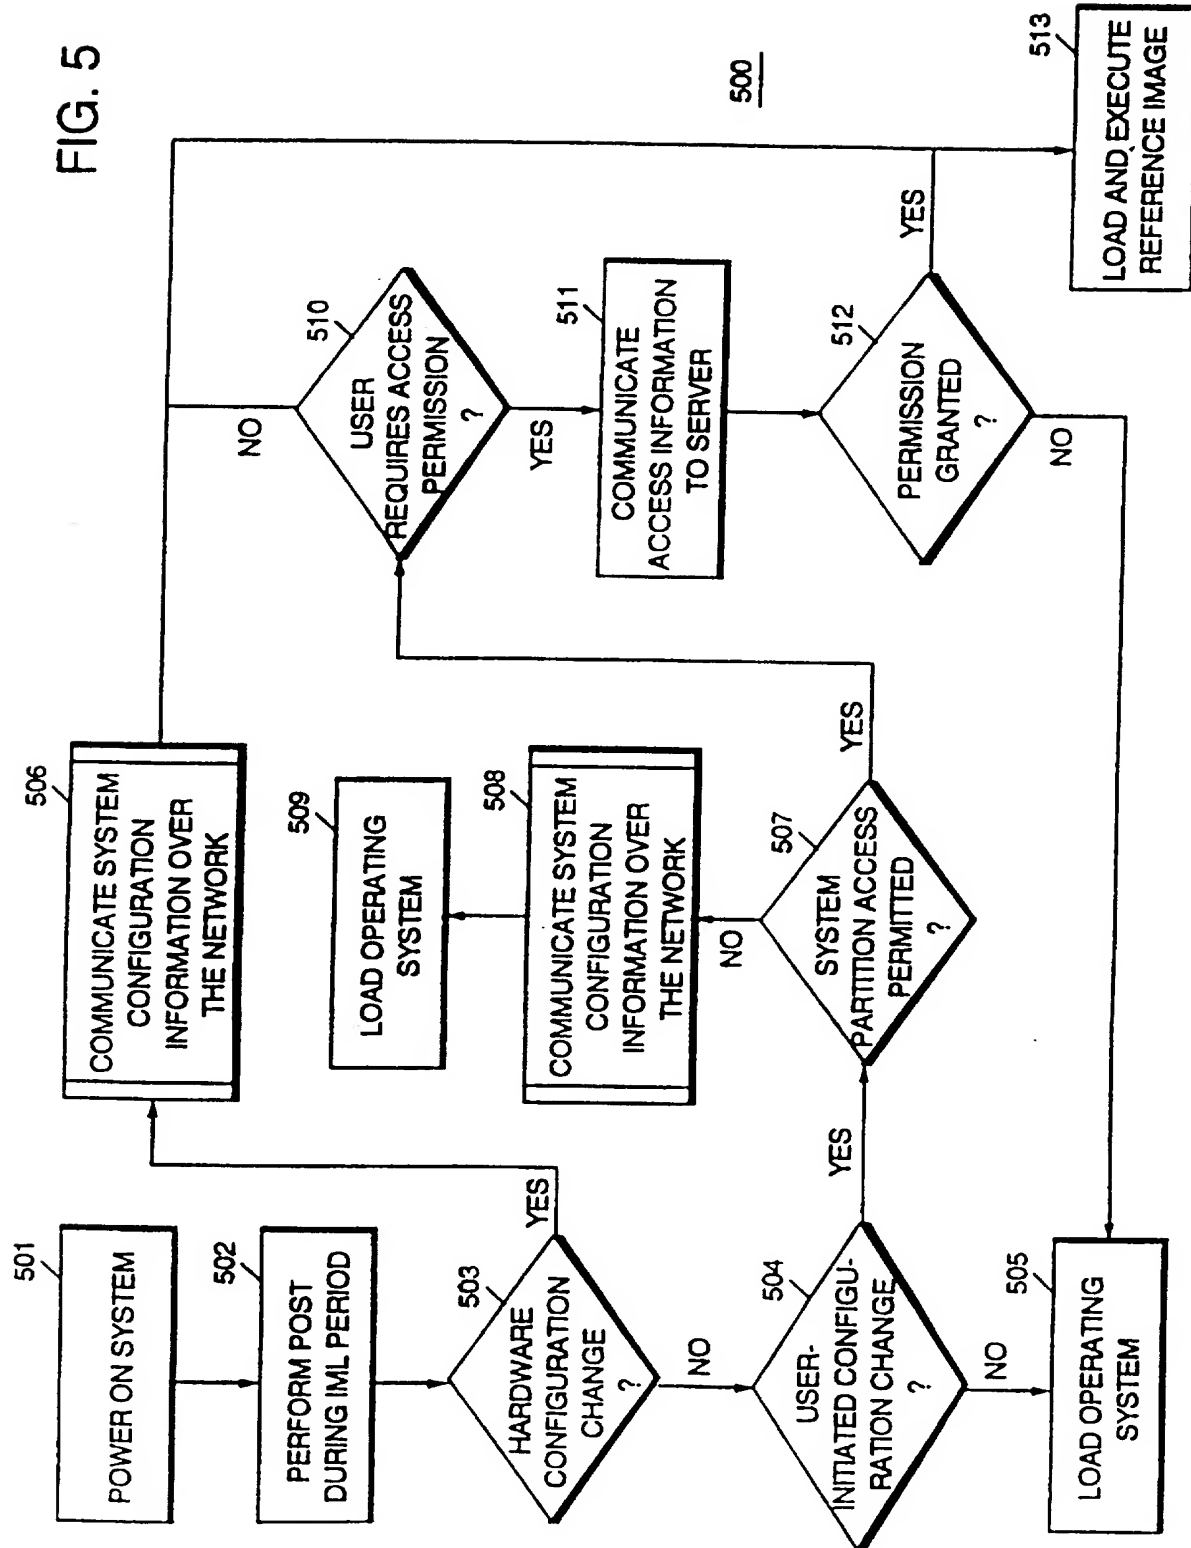 FIG. 5
500
501
POWER ON SYSTEM
502
PERFORM POST
DURING IML PERIOD
503
HARDWARE
CONFIGURATION
CHANGE
?
YES
NO
504
USER-
INITIATED CONFIGU-
RATION CHANGE
?
YES
NO
505
LOAD OPERATING
SYSTEM
506
COMMUNICATE SYSTEM
CONFIGURATION
INFORMATION OVER
THE NETWORK
509
LOAD OPERATING
SYSTEM
508
COMMUNICATE SYSTEM
CONFIGURATION
INFORMATION OVER
THE NETWORK
507
SYSTEM
PARTITION ACCESS
PERMITTED
?
NO
YES
510
USER
REQUIRES ACCESS
PERMISSION
?
NO
YES
511
COMMUNICATE
ACCESS INFORMATION
TO SERVER
512
PERMISSION
GRANTED
?
YES
NO
513
LOAD AND EXECUTE
REFERENCE IMAGE